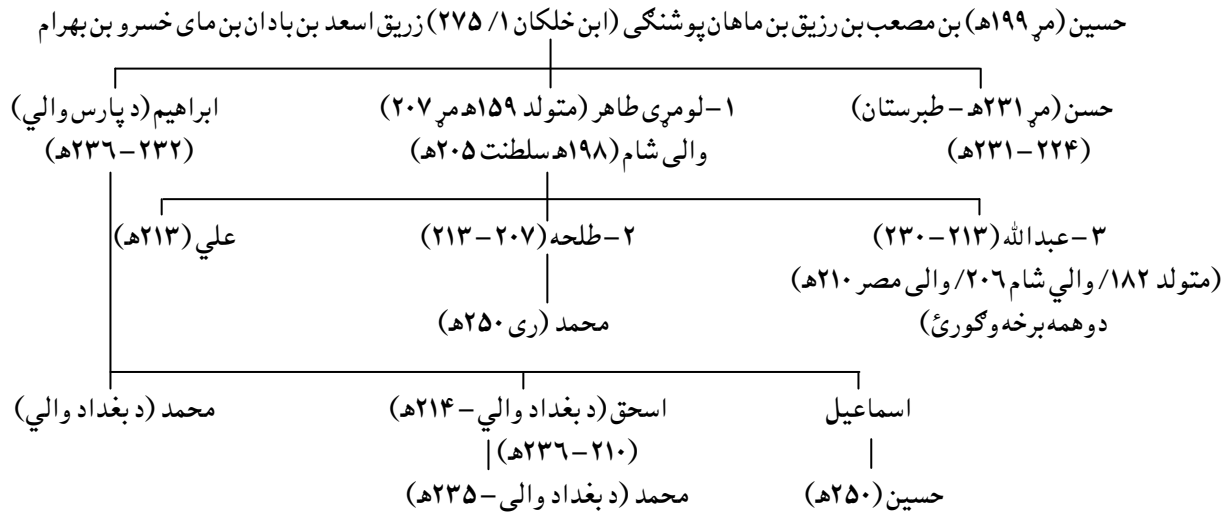 حسین (مړ ۱۹۹هـ) بن مصعب بن رزیق بن ماهان پوشنګی (ابن خلکان ۱/ ۲۷۵) زریق اسعد بن بادان بن مای خسرو بن بهرام
حسن (مړ ۲۳۱هـ – طبرستان) ۱– لومړی طاهر (متولد ۱۵۹هـ مړ ۲۰۷) ابراهیم (د پارس والي)
(۲۲۴–۲۳۱هـ) والی شام (۱۹۸هـ سلطنت ۲۰۵هـ) (۲۳۲–۲۳۶هـ)
۳– عبدالله (۲۱۳–۲۳۰) ۲– طلحه (۲۰۷–۲۱۳) علي (۲۱۳هـ)
(متولد ۱۸۲/ والي شام ۲۰۶/ والی مصر ۲۱۰هـ)
دوهمه برخه وګورئ) محمد (ری ۲۵۰هـ)
اسماعیل اسحق (د بغداد والي – ۲۱۴هـ) محمد (د بغداد والي)
(۲۱۰–۲۳۶هـ)
حسین (۲۵۰هـ) محمد (د بغداد والی – ۲۳۵هـ)